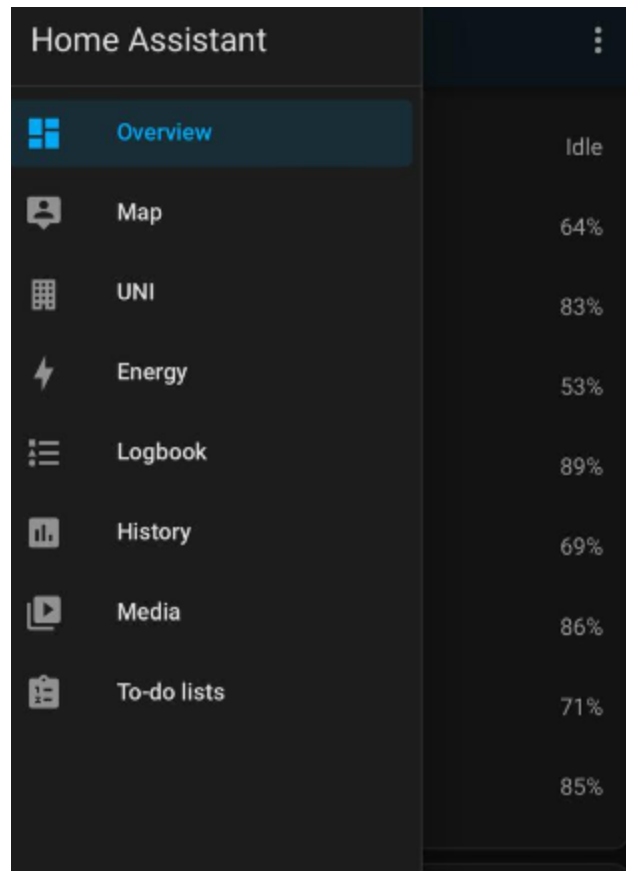 Home Assistant
Overview
Idle
Map
64%
UNI
83%
Energy
53%
Logbook
89%
History
69%
Media
86%
To-do lists
71%
85%